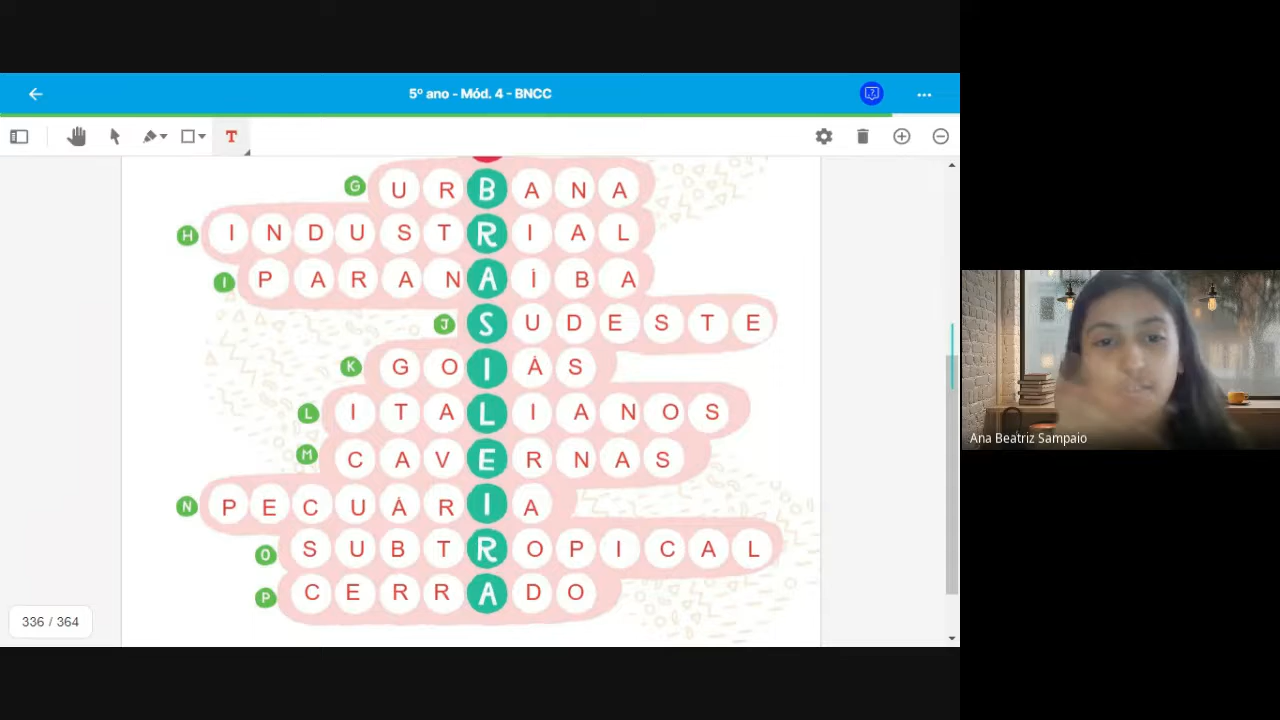 5º ano - Mód. 4 - BNCC
?
T
G URBANA
H INDUSTRIAL
I PARANAÍBA
J SUDESTE
K GOIÁS
L ITALIANOS
M CAVERNAS
N PECUÁRIA
O SUBTROPICAL
P CERRADO
336 / 364
Ana Beatriz Sampaio